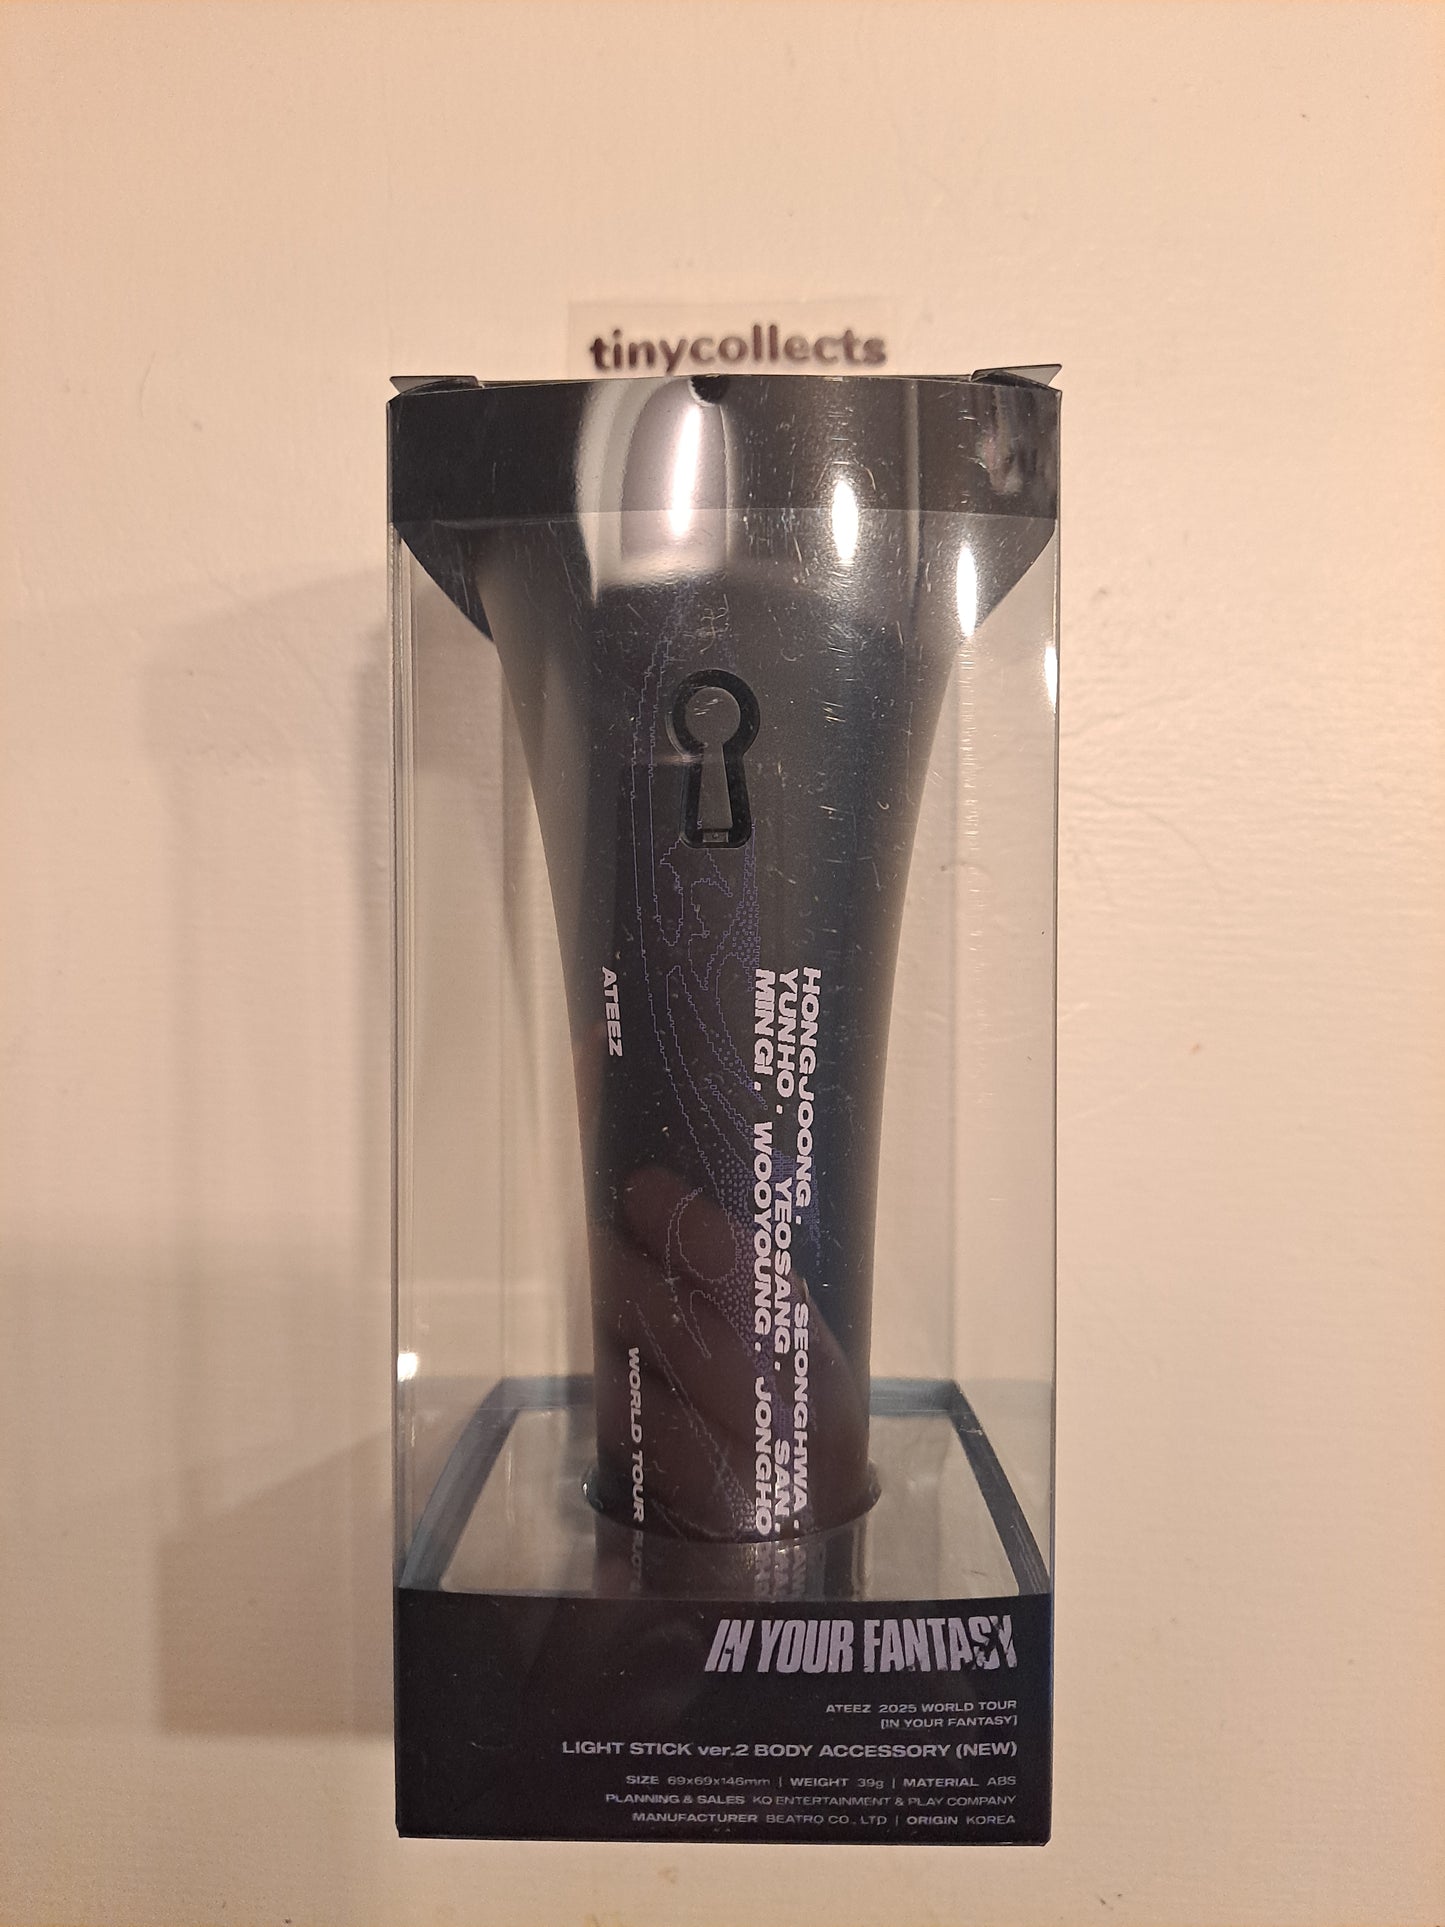 tinycollects
ATEEZ
HONGJOONG . SEONGHWA .
YUNHO . YEOSANG . SAN .
MINGI . WOOYOUNG . JONGHO
WORLD TOUR
IN YOUR FANTASY
ATEEZ 2025 WORLD TOUR
[IN YOUR FANTASY]
LIGHT STICK ver.2 BODY ACCESSORY (NEW)
SIZE 69x69x146mm | WEIGHT 39g | MATERIAL ABS
PLANNING & SALES KQ ENTERTAINMENT & PLAY COMPANY
MANUFACTURER BEATRO CO., LTD | ORIGIN KOREA